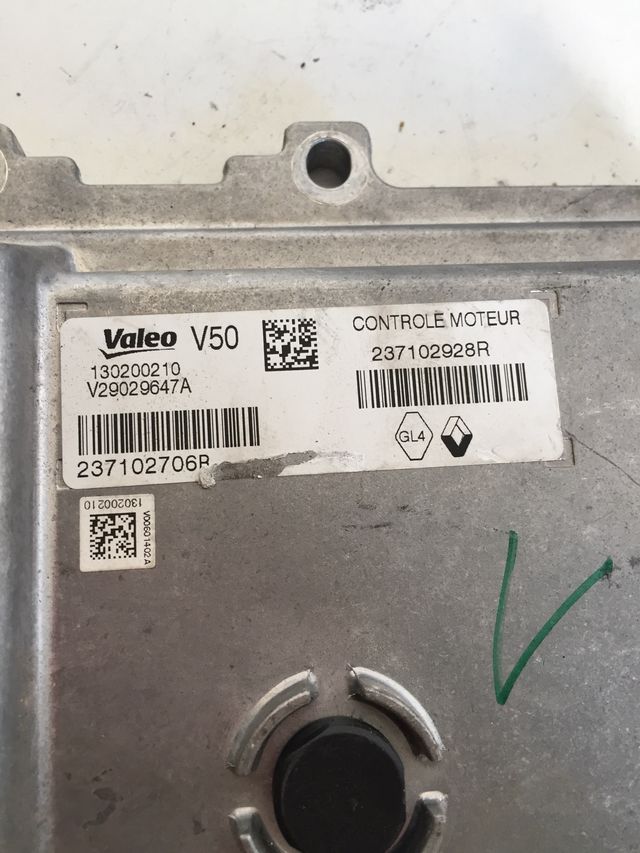 Valeo V50
130200210
V29029647A
237102706R
CONTROLE MOTEUR
237102928R
GL4
130200210
V00601402A
V